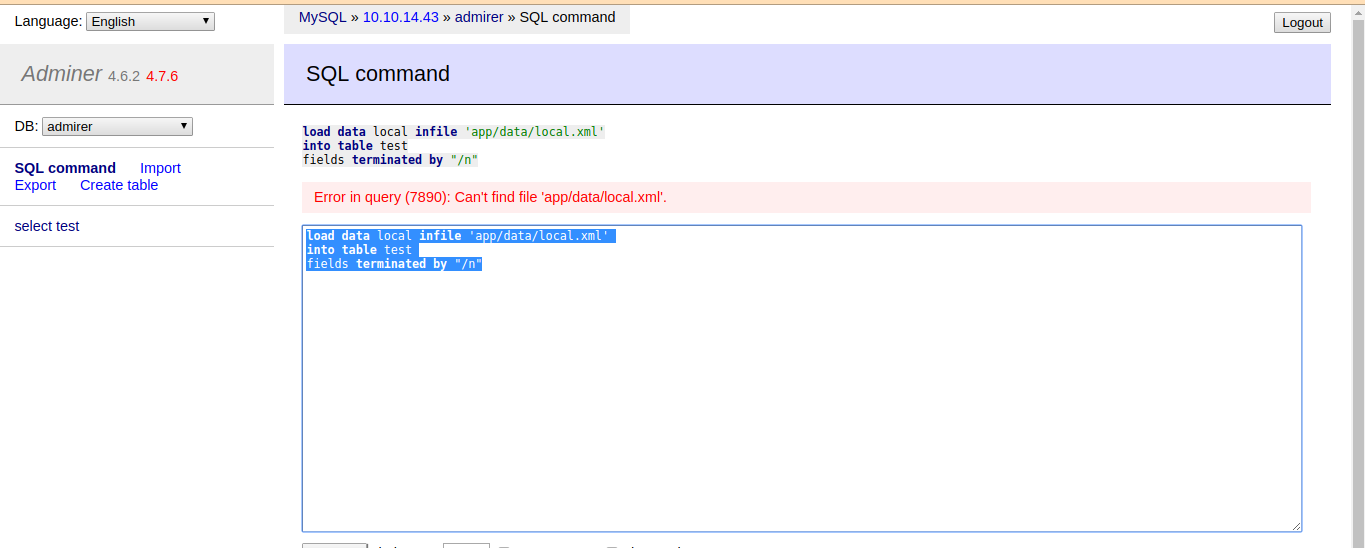 Language: English
MySQL » 10.10.14.43 » admirer » SQL command
Logout
Adminer 4.6.2 4.7.6
SQL command
DB: admirer
SQL command Import
Export Create table
select test
load data local infile 'app/data/local.xml'
into table test
fields terminated by "/n"
Error in query (7890): Can't find file 'app/data/local.xml'.
load data local infile 'app/data/local.xml'
into table test
fields terminated by "/n"